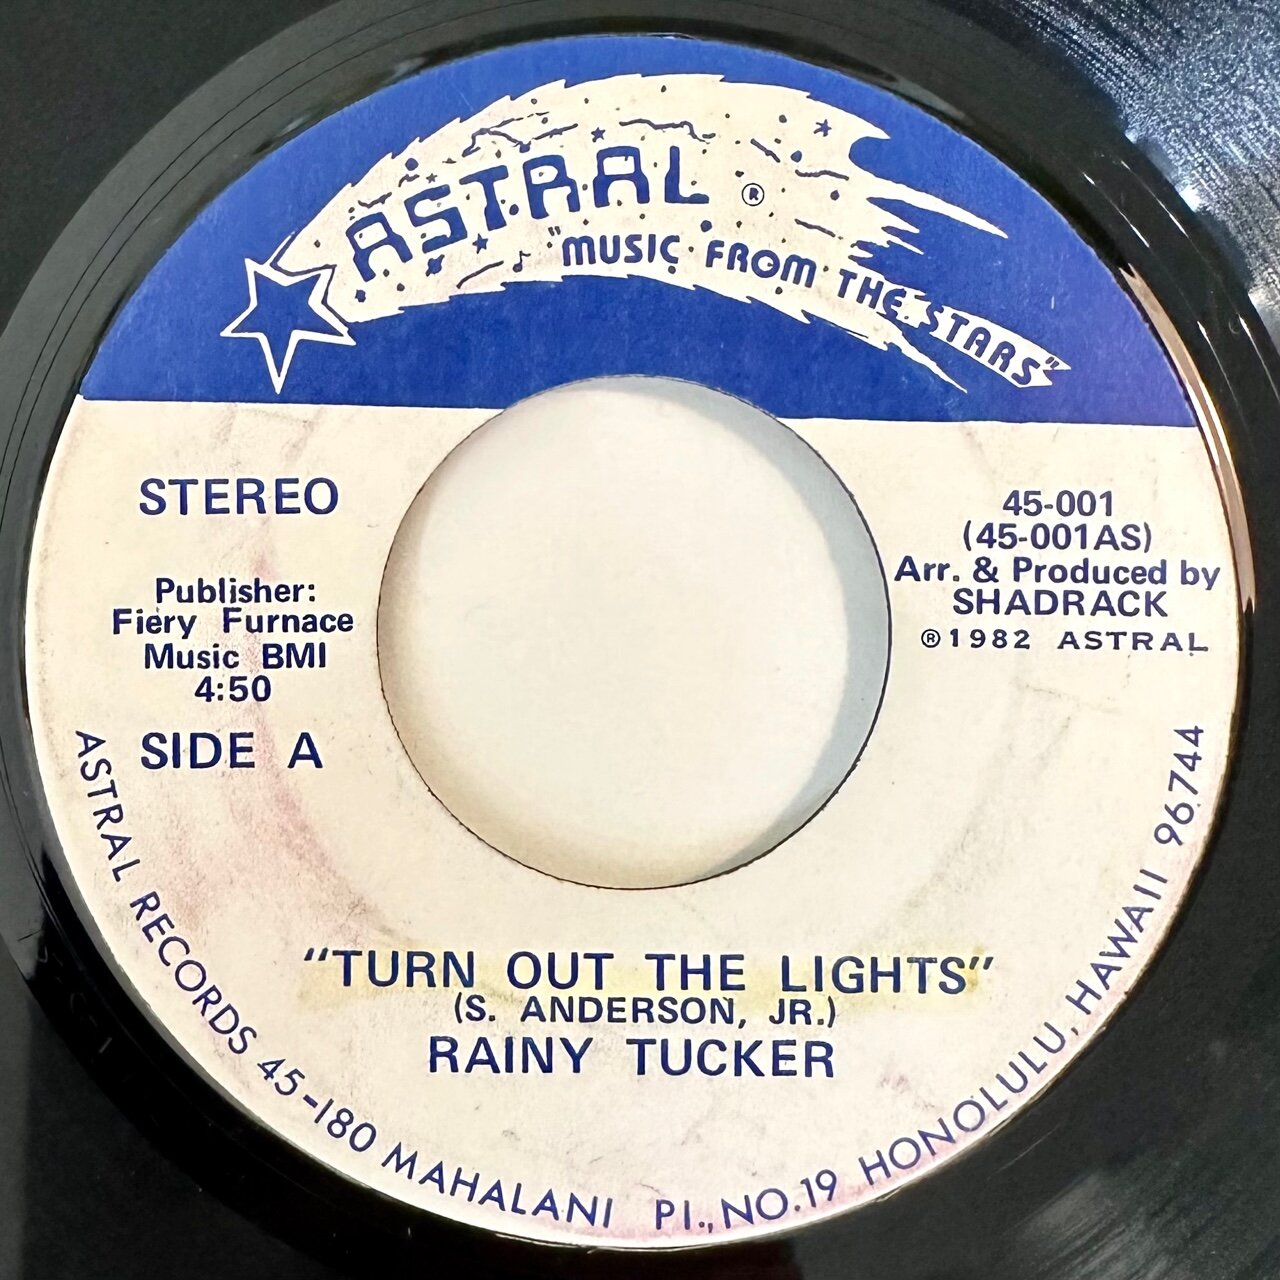 ASTRAL ®
"MUSIC FROM THE STARS"
STEREO
Publisher:
Fiery Furnace
Music BMI
4:50
SIDE A
45-001
(45-001AS)
Arr. & Produced by
SHADRACK
℗1982 ASTRAL
"TURN OUT THE LIGHTS"
(S. ANDERSON, JR.)
RAINY TUCKER
ASTRAL RECORDS 45-180 MAHALANI PI., NO.19 HONOLULU, HAWAII 96744